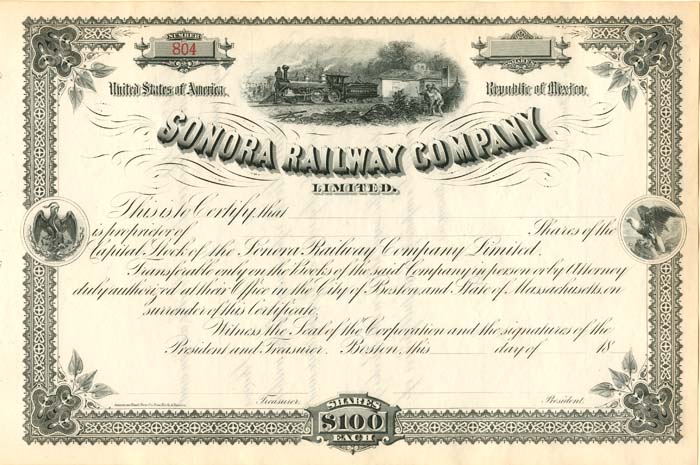 NUMBER
804
SHARES
United States of America,
Republic of Mexico,
SONORA RAILWAY COMPANY
LIMITED.
This is to Certify, that
is proprietor of Shares of the
Capital Stock of the Sonora Railway Company Limited.
Transferable only on the Books of the said Company in person or by Attorney
duly authorized at their Office in the City of Boston, and State of Massachusetts, on
surrender of this Certificate.
Witness the Seal of the Corporation and the signatures of the
President and Treasurer. Boston, this day of 18
Treasurer.
President.
SHARES
$100
EACH